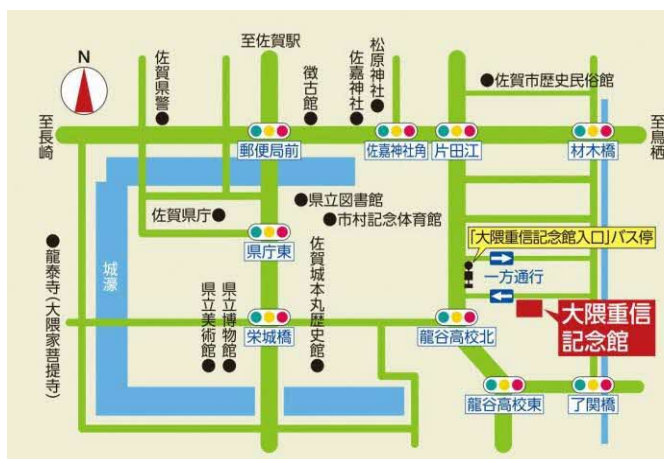 N
至佐賀駅
佐賀県警
徴古館
佐嘉神社
松原神社
佐賀市歴史民俗館
至長崎
郵便局前
佐嘉神社角
片田江
材木橋
至鳥栖
県立図書館
佐賀県庁
市村記念体育館
県庁東
「大隈重信記念館入口」バス停
一方通行
龍泰寺(大隈家菩提寺)
城濠
県立美術館
県立博物館
栄城橋
佐賀城本丸歴史館
龍谷高校北
大隈重信
記念館
龍谷高校東
了関橋